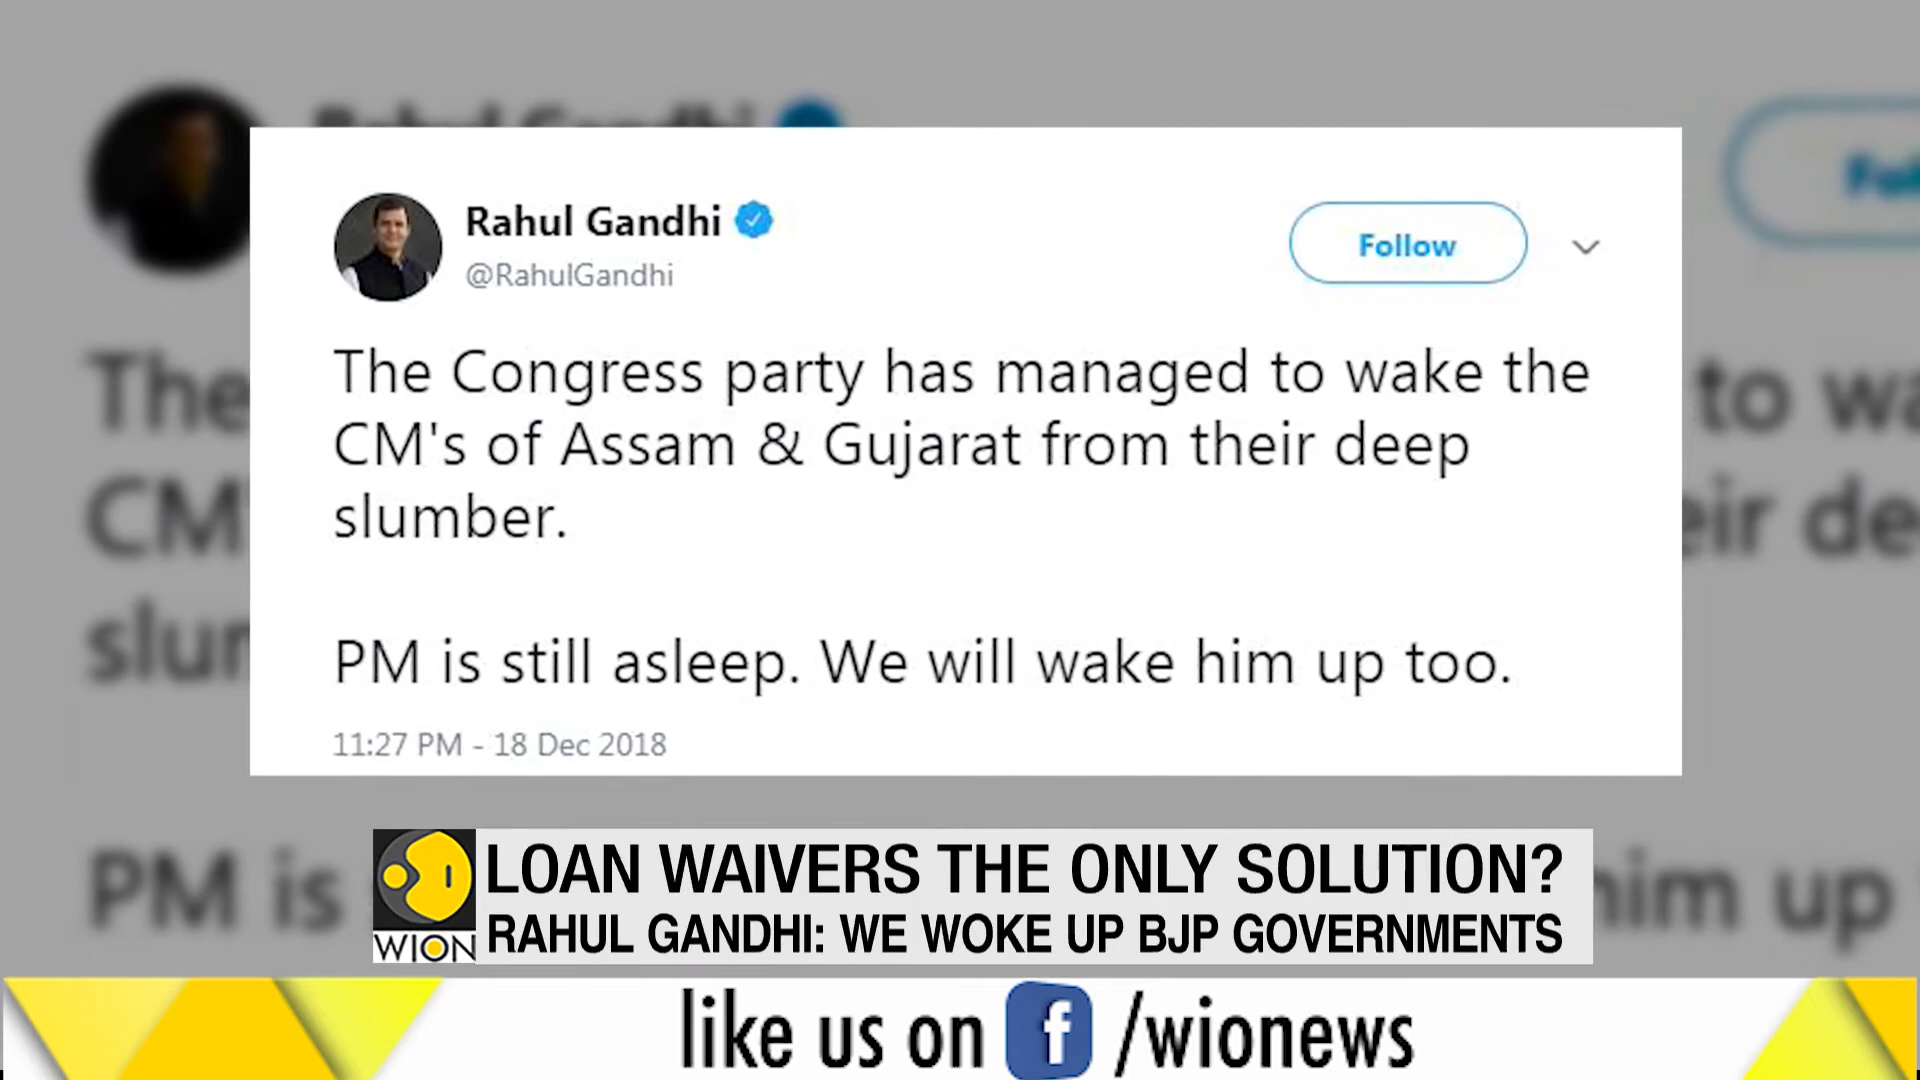 Rahul Gandhi
@RahulGandhi
Follow
The Congress party has managed to wake the
CM's of Assam & Gujarat from their deep
slumber.
PM is still asleep. We will wake him up too.
11:27 PM - 18 Dec 2018
LOAN WAIVERS THE ONLY SOLUTION?
RAHUL GANDHI: WE WOKE UP BJP GOVERNMENTS
WION
like us on f /wionews